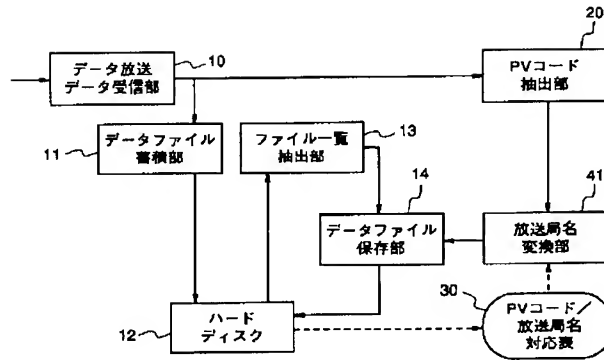 データ放送
データ受信部
10
20
PVコード
抽出部
データファイル
蓄積部
11
ファイル一覧
抽出部
13
14
データファイル
保存部
41
放送局名
変換部
ハード
ディスク
12
30
PVコード/
放送局名
対応表